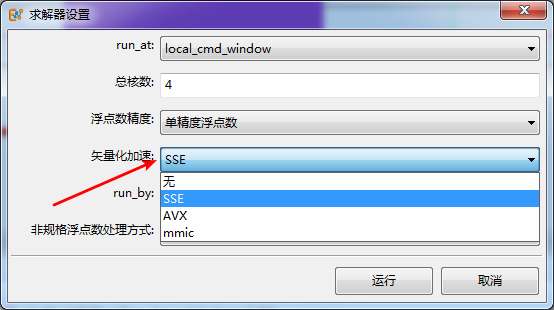 求解器设置
run_at: local_cmd_window
总核数: 4
浮点数精度: 单精度浮点数
矢量化加速: SSE
无
run_by: SSE
AVX
非规格浮点数处理方式: mmic
运行 取消